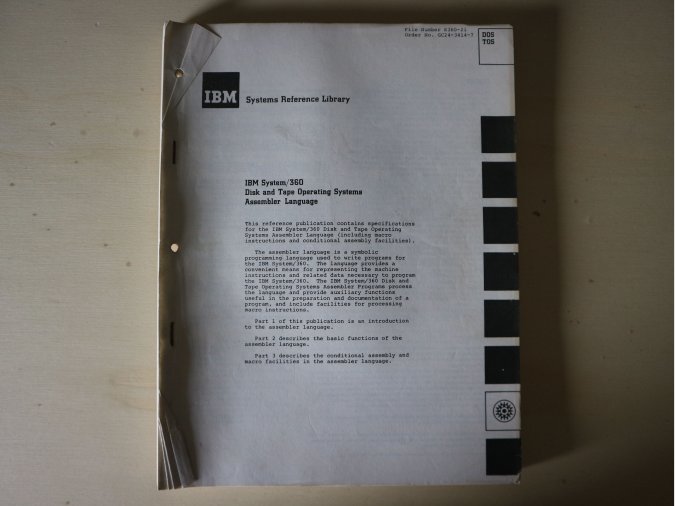 File Number S360-21
Order No. GC24-3414-7
DOS
TOS
IBM
Systems Reference Library
IBM System/360
Disk and Tape Operating Systems
Assembler Language
This reference publication contains specifications
for the IBM System/360 Disk and Tape Operating
Systems Assembler Language (including macro
instructions and conditional assembly facilities).
The assembler language is a symbolic
programming language used to write programs for
the IBM System/360. The language provides a
convenient means for representing the machine
instructions and related data necessary to program
the IBM System/360. The IBM System/360 Disk and
Tape Operating Systems Assembler Programs process
the language and provide auxiliary functions
useful in the preparation and documentation of a
program, and include facilities for processing
macro instructions.
Part 1 of this publication is an introduction
to the assembler language.
Part 2 describes the basic functions of the
assembler language.
Part 3 describes the conditional assembly and
macro facilities in the assembler language.